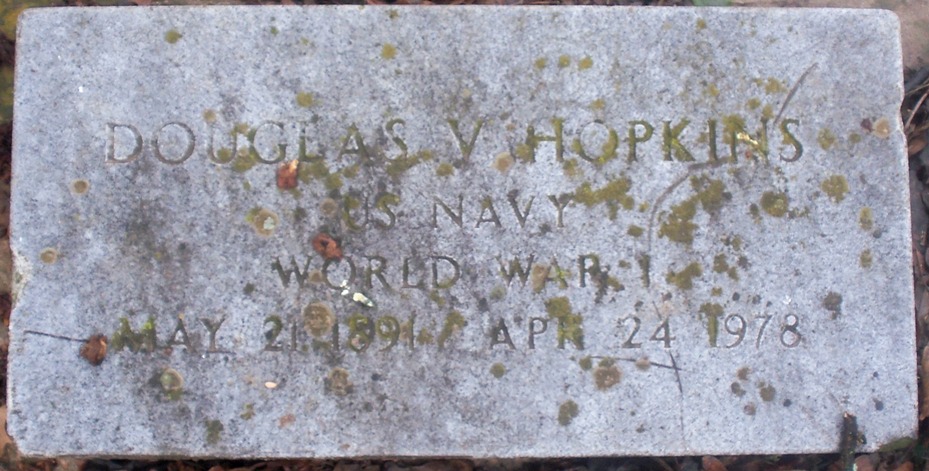 DOUGLAS V HOPKINS
US NAVY
WORLD WAR I
MAY 21 1891 APR 24 1978